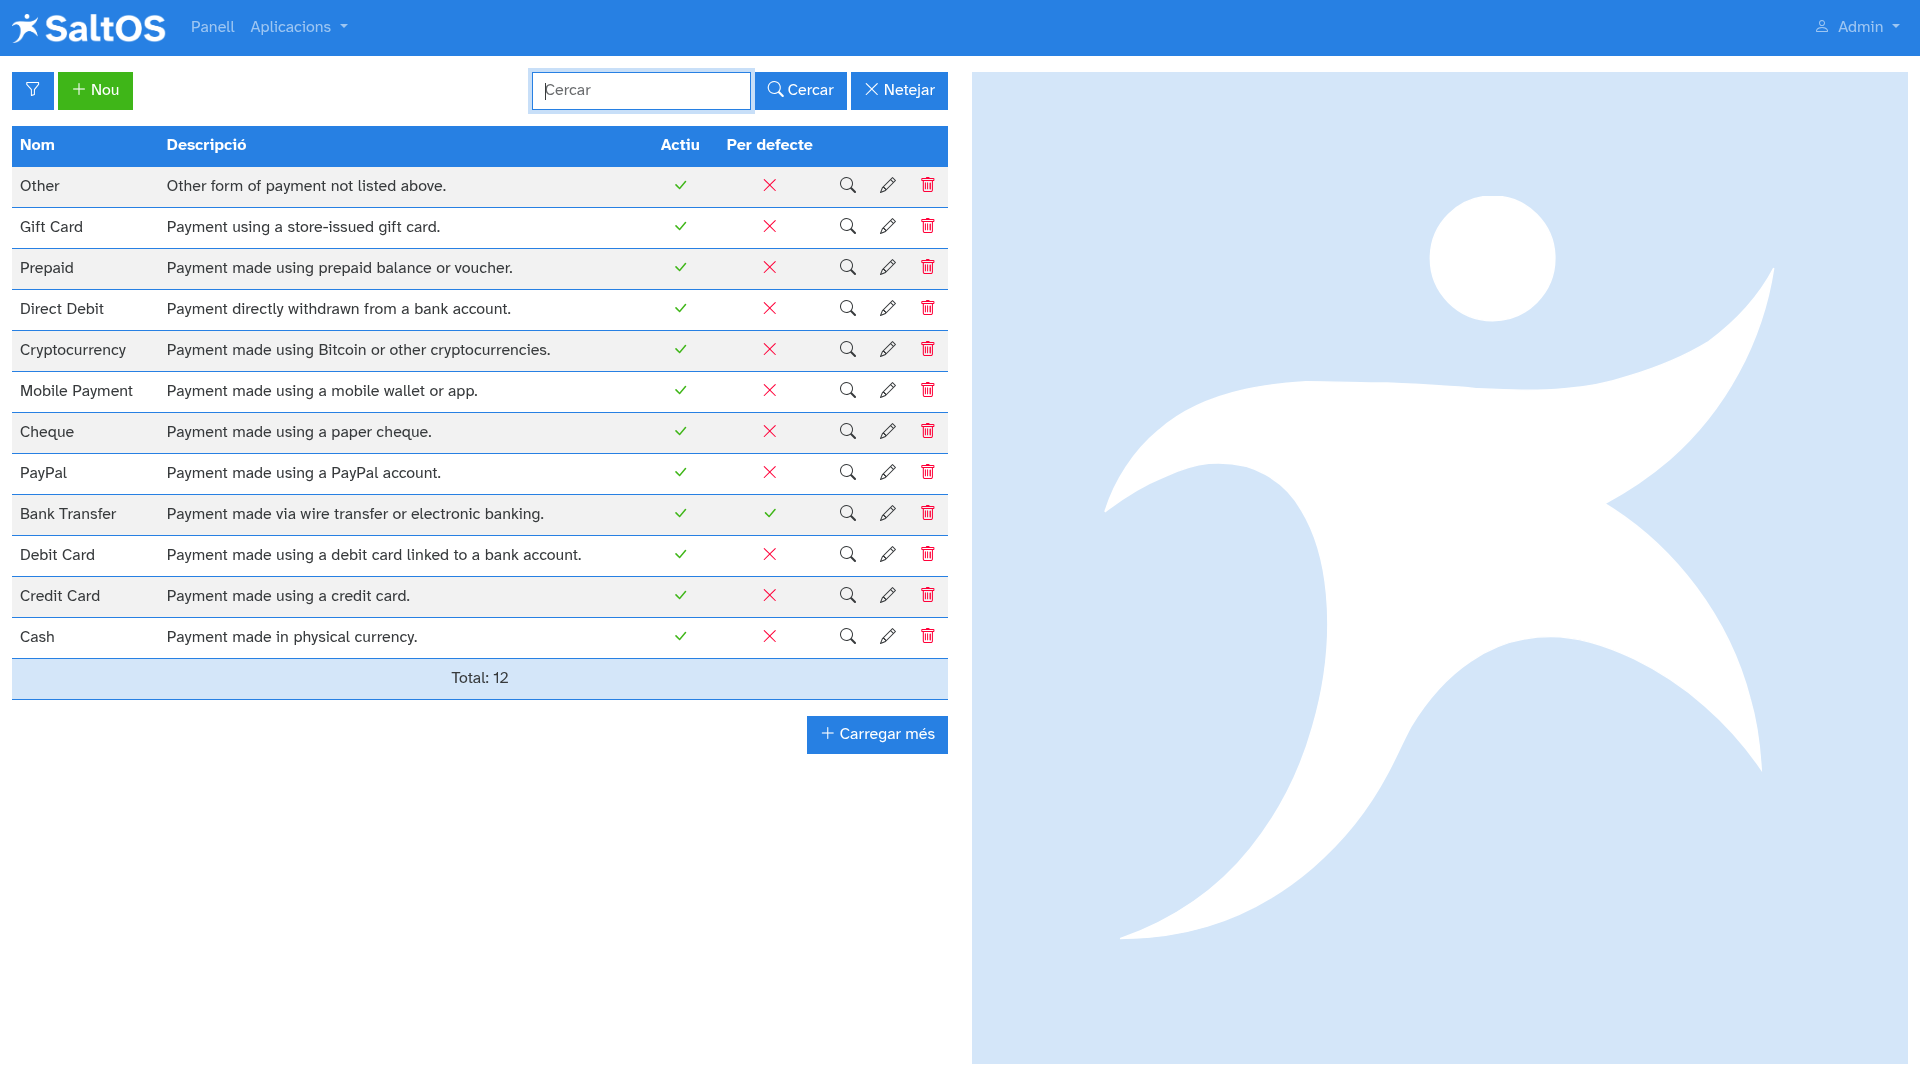 SaltOS Panell Aplicacions Admin
Nou Cercar Cercar Netejar
Nom Descripció Actiu Per defecte
Other Other form of payment not listed above.
Gift Card Payment using a store-issued gift card.
Prepaid Payment made using prepaid balance or voucher.
Direct Debit Payment directly withdrawn from a bank account.
Cryptocurrency Payment made using Bitcoin or other cryptocurrencies.
Mobile Payment Payment made using a mobile wallet or app.
Cheque Payment made using a paper cheque.
PayPal Payment made using a PayPal account.
Bank Transfer Payment made via wire transfer or electronic banking.
Debit Card Payment made using a debit card linked to a bank account.
Credit Card Payment made using a credit card.
Cash Payment made in physical currency.
Total: 12
Carregar més